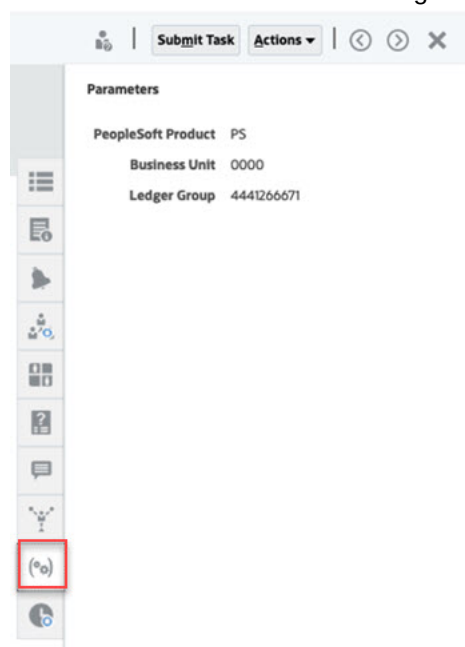 Submit Task Actions
Parameters
PeopleSoft Product PS
Business Unit 0000
Ledger Group 4441266671